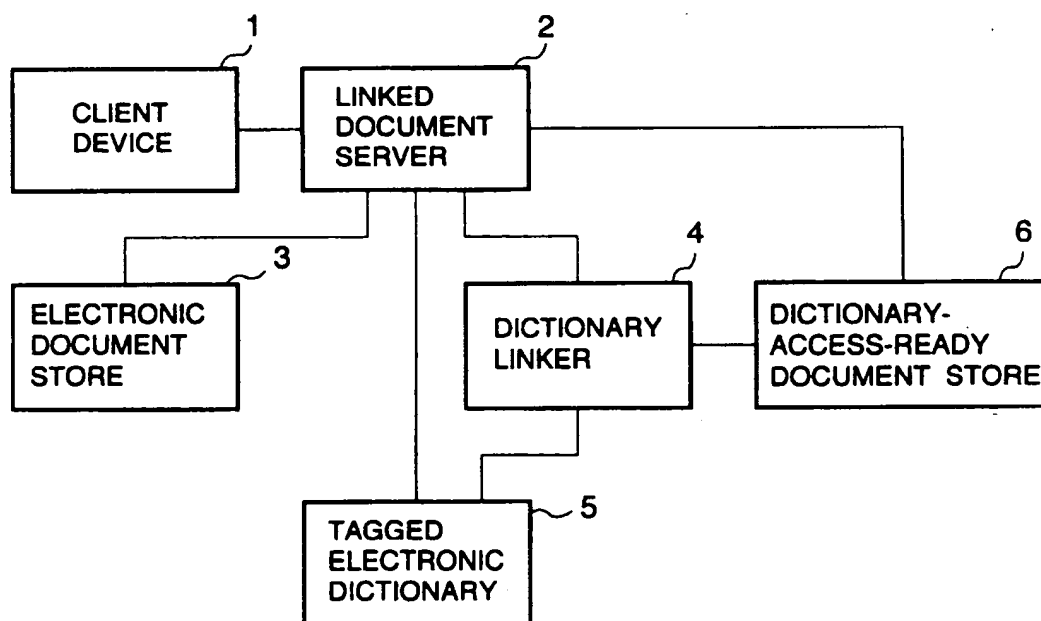 1
CLIENT
DEVICE
2
LINKED
DOCUMENT
SERVER
3
ELECTRONIC
DOCUMENT
STORE
4
DICTIONARY
LINKER
6
DICTIONARY-
ACCESS-READY
DOCUMENT STORE
5
TAGGED
ELECTRONIC
DICTIONARY